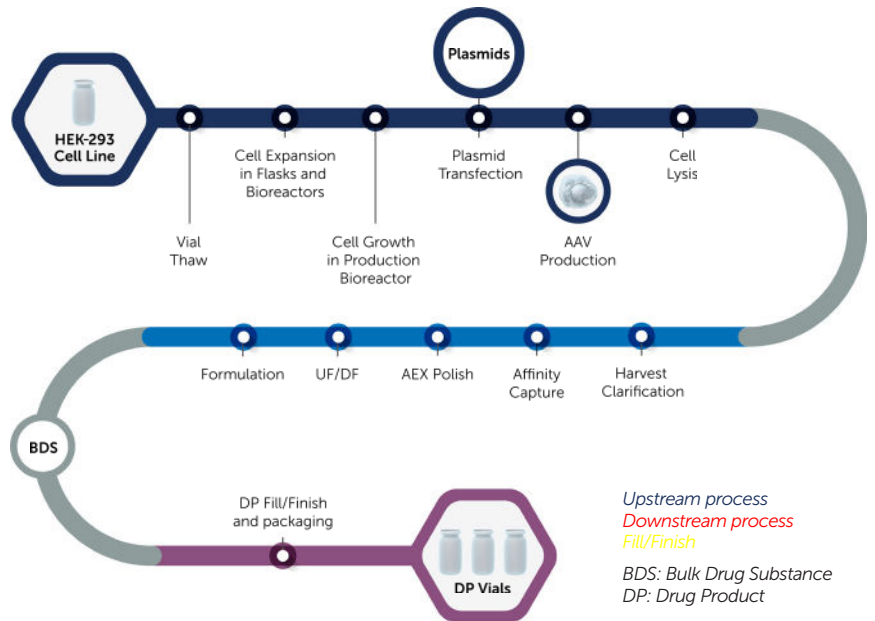 Plasmids
HEK-293
Cell Line
Vial
Thaw
Cell Expansion
in Flasks and
Bioreactors
Cell Growth
in Production
Bioreactor
Plasmid
Transfection
AAV
Production
Cell
Lysis
Formulation
UF/DF
AEX Polish
Affinity
Capture
Harvest
Clarification
BDS
DP Fill/Finish
and packaging
DP Vials
Upstream process
Downstream process
Fill/Finish
BDS: Bulk Drug Substance
DP: Drug Product